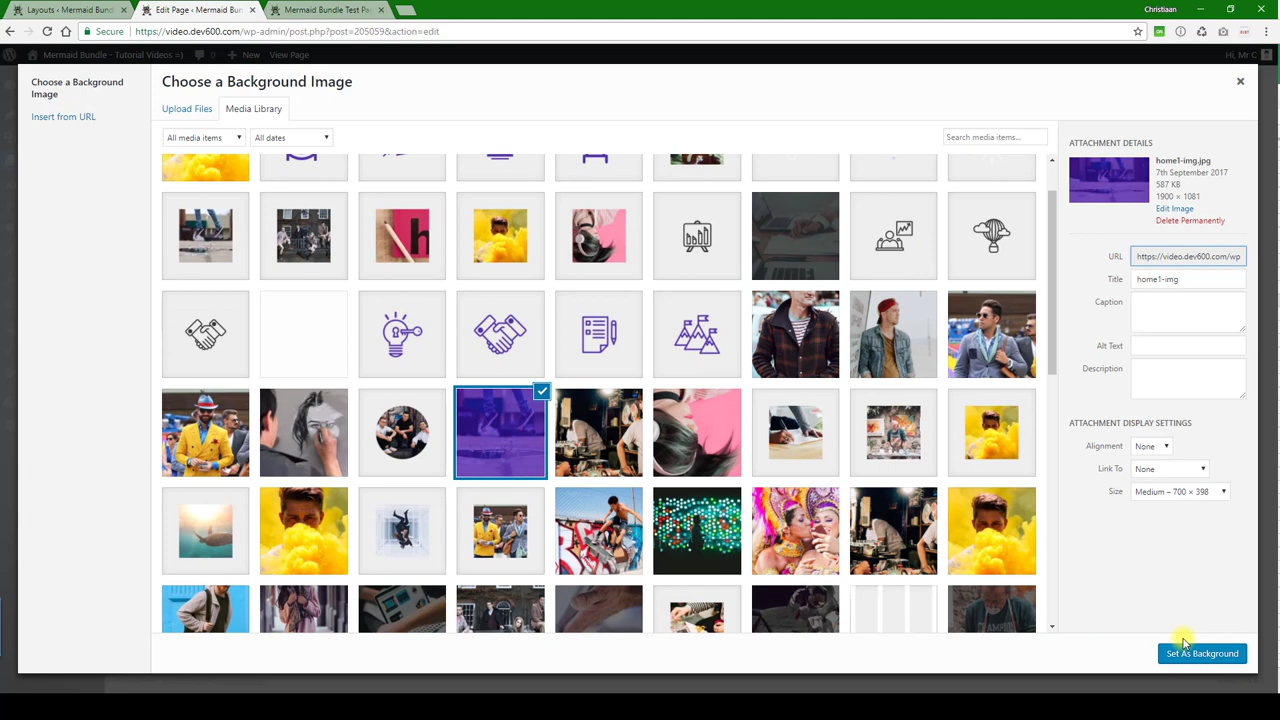 Layouts ‹ Mermaid Bundle
Edit Page ‹ Mermaid Bun
Mermaid Bundle Test Pa
Christiaan
Secure
https://video.dev600.com/wp-admin/post.php?post=205059&action=edit
Mermaid Bundle - Tutorial Videos =)
0
New
View Page
Hi, Mr C
Choose a Background
Image
Insert from URL
Choose a Background Image
Upload Files
Media Library
All media items
All dates
Search media items...
ATTACHMENT DETAILS
home1-img.jpg
7th September 2017
587 KB
1900 × 1081
Edit Image
Delete Permanently
URL
https://video.dev600.com/wp
Title
home1-img
Caption
Alt Text
Description
ATTACHMENT DISPLAY SETTINGS
Alignment
None
Link To
None
Size
Medium – 700 × 398
Set As Background